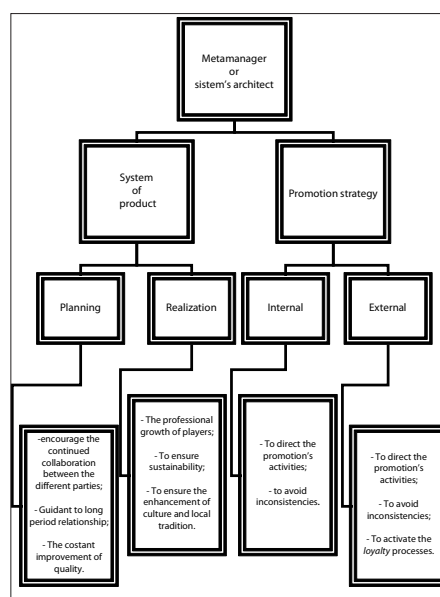 Metamanager
or
sistem's architect
System
of
product
Promotion strategy
Planning
Realization
Internal
External
-encourage the
continued
collaboration
between the
different parties;
- Guidant to long
period relationship;
- The costant
improvement of
quality.
- The professional
growth of players;
- To ensure
sustainability;
- To ensure the
enhancement of
culture and local
tradition.
- To direct the
promotion's
activities;
- to avoid
inconsistencies.
- To direct the
promotion's
activities;
- To avoid
inconsistencies;
- To activate the
loyalty processes.